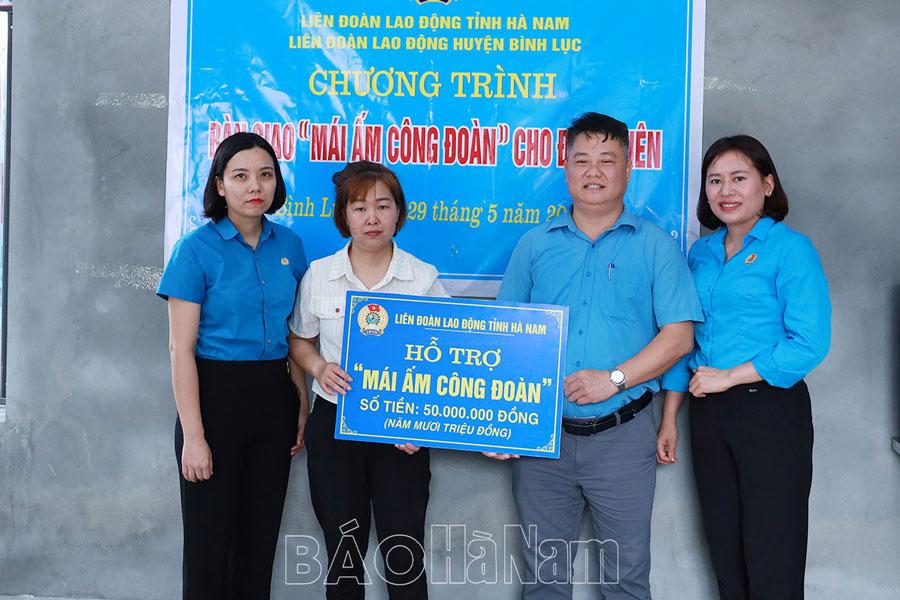 LIÊN ĐOÀN LAO ĐỘNG TỈNH HÀ NAM
LIÊN ĐOÀN LAO ĐỘNG HUYỆN BÌNH LỤC
CHƯƠNG TRÌNH
BÀN GIAO “MÁI ẤM CÔNG ĐOÀN” CHO
29 tháng 5 năm
LIÊN ĐOÀN LAO ĐỘNG TỈNH HÀ NAM
HỖ TRỢ
“MÁI ẤM CÔNG ĐOÀN”
SỐ TIỀN: 50.000.000 ĐỒNG
(NĂM MƯƠI TRIỆU ĐỒNG)
BÁO Hà Nam